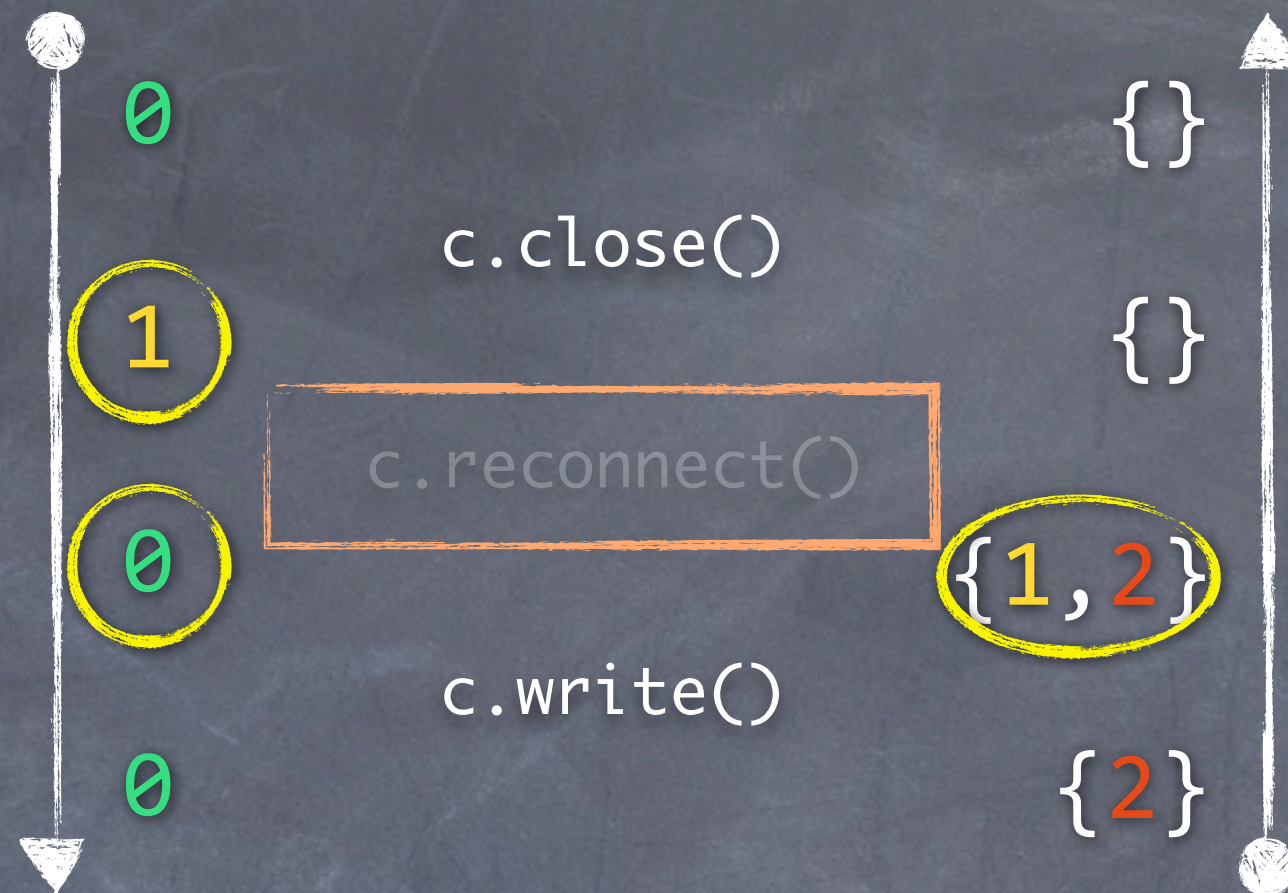 0 {}
c.close()
1 {}
c.reconnect()
0 {1,2}
c.write()
0 {2}